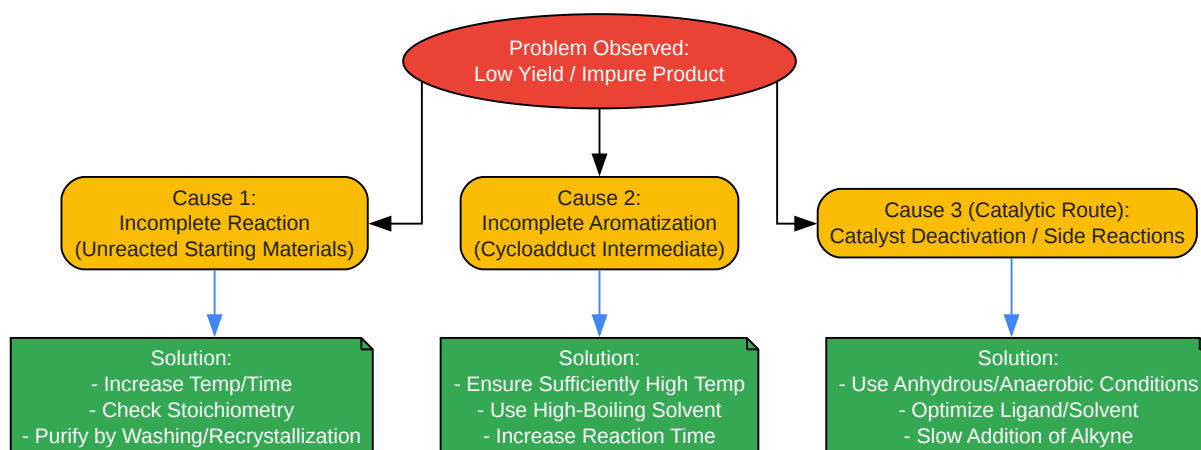 Problem Observed:
Low Yield / Impure Product
Cause 1:
Incomplete Reaction
(Unreacted Starting Materials)
Cause 2:
Incomplete Aromatization
(Cycloadduct Intermediate)
Cause 3 (Catalytic Route):
Catalyst Deactivation / Side Reactions
Solution:
- Increase Temp/Time
- Check Stoichiometry
- Purify by Washing/Recrystallization
Solution:
- Ensure Sufficiently High Temp
- Use High-Boiling Solvent
- Increase Reaction Time
Solution:
- Use Anhydrous/Anaerobic Conditions
- Optimize Ligand/Solvent
- Slow Addition of Alkyne